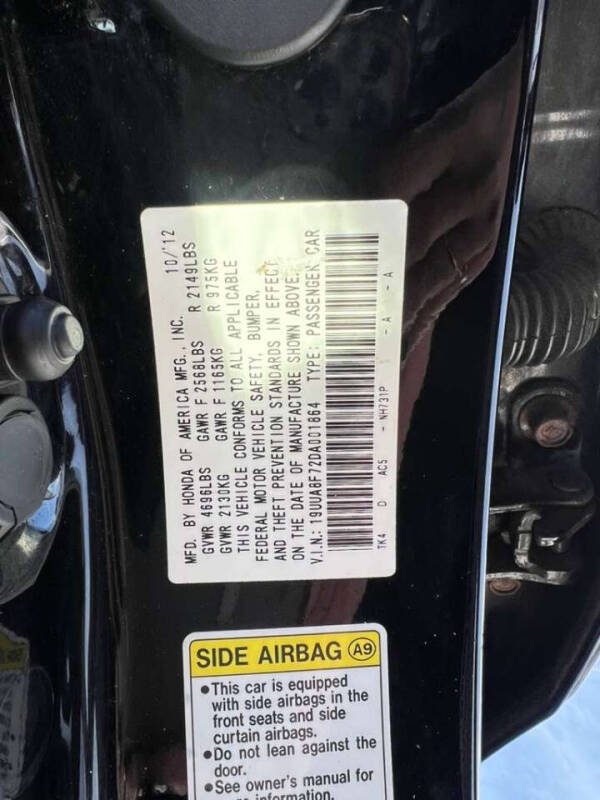 MFD. BY HONDA OF AMERICA MFG., INC. 10/'12
GVWR 4696LBS GAWR F 2568LBS R 2149LBS
GVWR 2130KG GAWR F 1165KG R 975KG
THIS VEHICLE CONFORMS TO ALL APPLICABLE
FEDERAL MOTOR VEHICLE SAFETY, BUMPER,
AND THEFT PREVENTION STANDARDS IN EFFECT
ON THE DATE OF MANUFACTURE SHOWN ABOVE.
V.I.N.: 19UUA8F72DA001864 TYPE: PASSENGER CAR
TK4 D AC5 - NH731P - A - A
SIDE AIRBAG A9
•This car is equipped
with side airbags in the
front seats and side
curtain airbags.
•Do not lean against the
door.
•See owner's manual for
information.